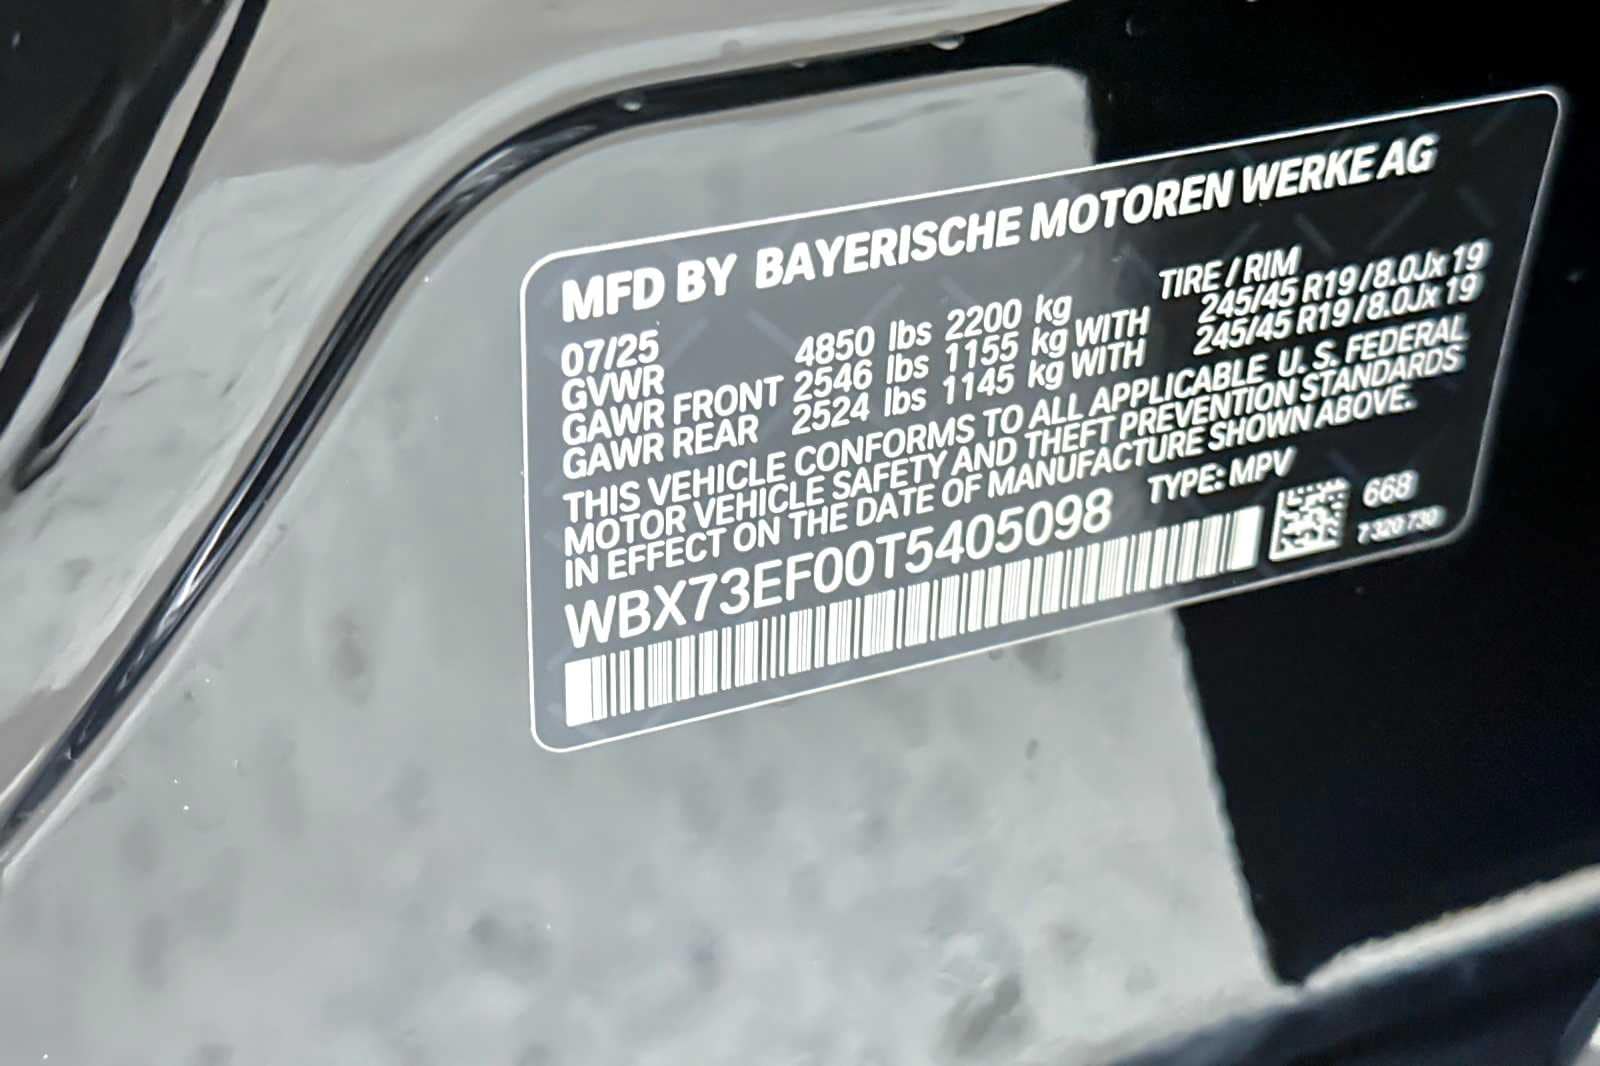 MFD BY BAYERISCHE MOTOREN WERKE AG
07/25 TIRE / RIM
GVWR 4850 lbs 2200 kg
GAWR FRONT 2546 lbs 1155 kg WITH 245/45 R19 / 8.0Jx 19
GAWR REAR 2524 lbs 1145 kg WITH 245/45 R19 / 8.0Jx 19
THIS VEHICLE CONFORMS TO ALL APPLICABLE U. S. FEDERAL
MOTOR VEHICLE SAFETY AND THEFT PREVENTION STANDARDS
IN EFFECT ON THE DATE OF MANUFACTURE SHOWN ABOVE.
WBX73EF00T5405098 TYPE: MPV
668
7 320 730